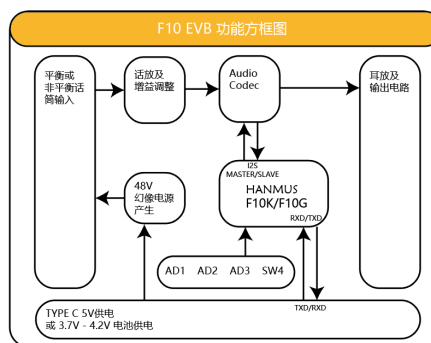 F10 EVB 功能方框图
平衡或
非平衡话
筒输入
话放及
增益调整
Audio
Codec
耳放及
输出电路
48V
幻像电源
产生
I2S
MASTER/SLAVE
HANMUS
F10K/F10G
RXD/TXD
AD1 AD2 AD3 SW4
TYPE C 5V供电
或 3.7V - 4.2V 电池供电
TXD/RXD